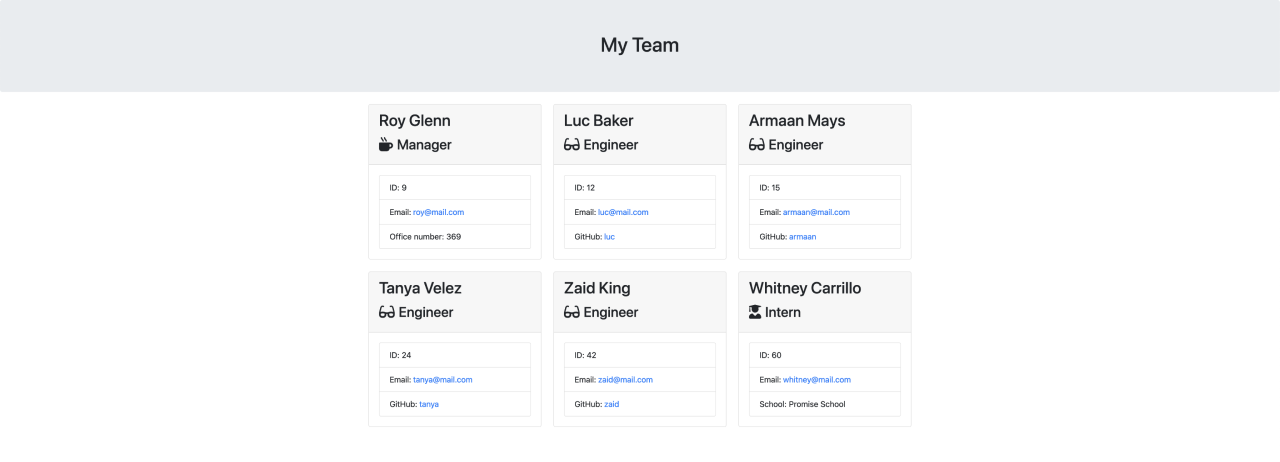 My Team
Roy Glenn
Manager
ID: 9
Email: roy@mail.com
Office number: 369
Luc Baker
Engineer
ID: 12
Email: luc@mail.com
GitHub: luc
Armaan Mays
Engineer
ID: 15
Email: armaan@mail.com
GitHub: armaan
Tanya Velez
Engineer
ID: 24
Email: tanya@mail.com
GitHub: tanya
Zaid King
Engineer
ID: 42
Email: zaid@mail.com
GitHub: zaid
Whitney Carrillo
Intern
ID: 60
Email: whitney@mail.com
School: Promise School